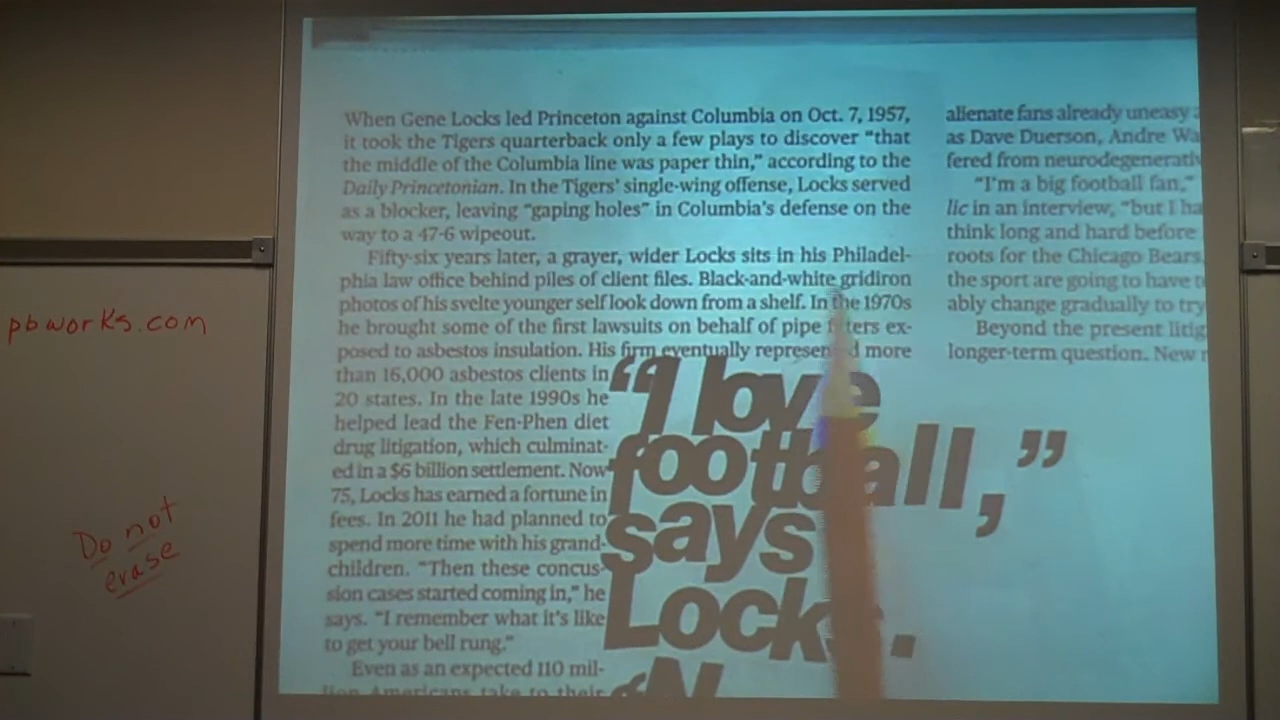 pbworks.com
Do not
erase
When Gene Locks led Princeton against Columbia on Oct. 7, 1957,
it took the Tigers quarterback only a few plays to discover “that
the middle of the Columbia line was paper thin,” according to the
Daily Princetonian. In the Tigers’ single-wing offense, Locks served
as a blocker, leaving “gaping holes” in Columbia’s defense on the
way to a 47-6 wipeout.
Fifty-six years later, a grayer, wider Locks sits in his Philadel-
phia law office behind piles of client files. Black-and-white gridiron
photos of his svelte younger self look down from a shelf. In the 1970s
he brought some of the first lawsuits on behalf of pipe ex-
posed to asbestos insulation. His firm eventually represented more
than 16,000 asbestos clients in
20 states. In the late 1990s he
helped lead the Fen-Phen diet
drug litigation, which culminat-
ed in a $6 billion settlement. Now
75, Locks has earned a fortune in
fees. In 2011 he had planned to
spend more time with his grand-
children. “Then these concus-
sion cases started coming in,” he
says. “I remember what it’s like
to get your bell rung.”
Even as an expected 110 mil-
lion Americans take to their
“I love
football,”
says
Locks.
“N
alienate fans already uneasy
as Dave Duerson, Andre Wa
fered from neurodegenerativ
“I’m a big football fan,”
lic in an interview, “but I ha
think long and hard before
roots for the Chicago Bears.
the sport are going to have t
ably change gradually to try
Beyond the present litig
longer-term question. New